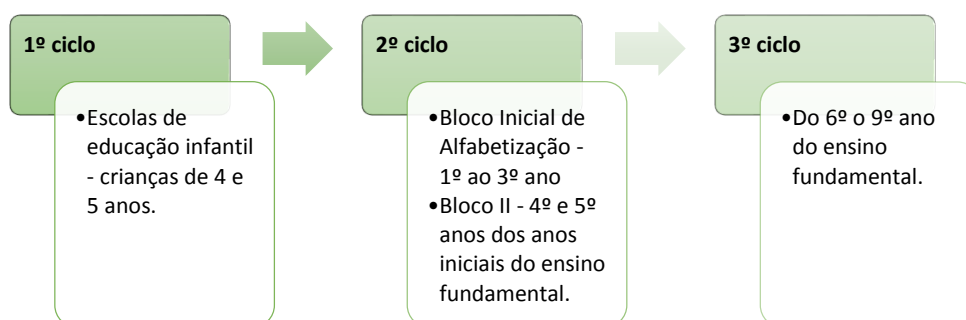 1º ciclo
•Escolas de
educação infantil
- crianças de 4 e
5 anos.
2º ciclo
•Bloco Inicial de
Alfabetização -
1º ao 3º ano
•Bloco II - 4º e 5º
anos dos anos
iniciais do ensino
fundamental.
3º ciclo
•Do 6º o 9º ano
do ensino
fundamental.